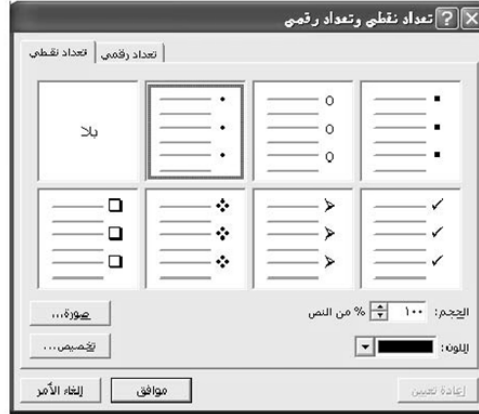 تعداد نقطي وتعداد رقمي
تعداد رقمي تعداد نقطي
بلا
الحجم: ١٠٠ % من النص
صورة...
اللون:
تخصيص...
إعادة تعيين موافق إلغاء الأمر